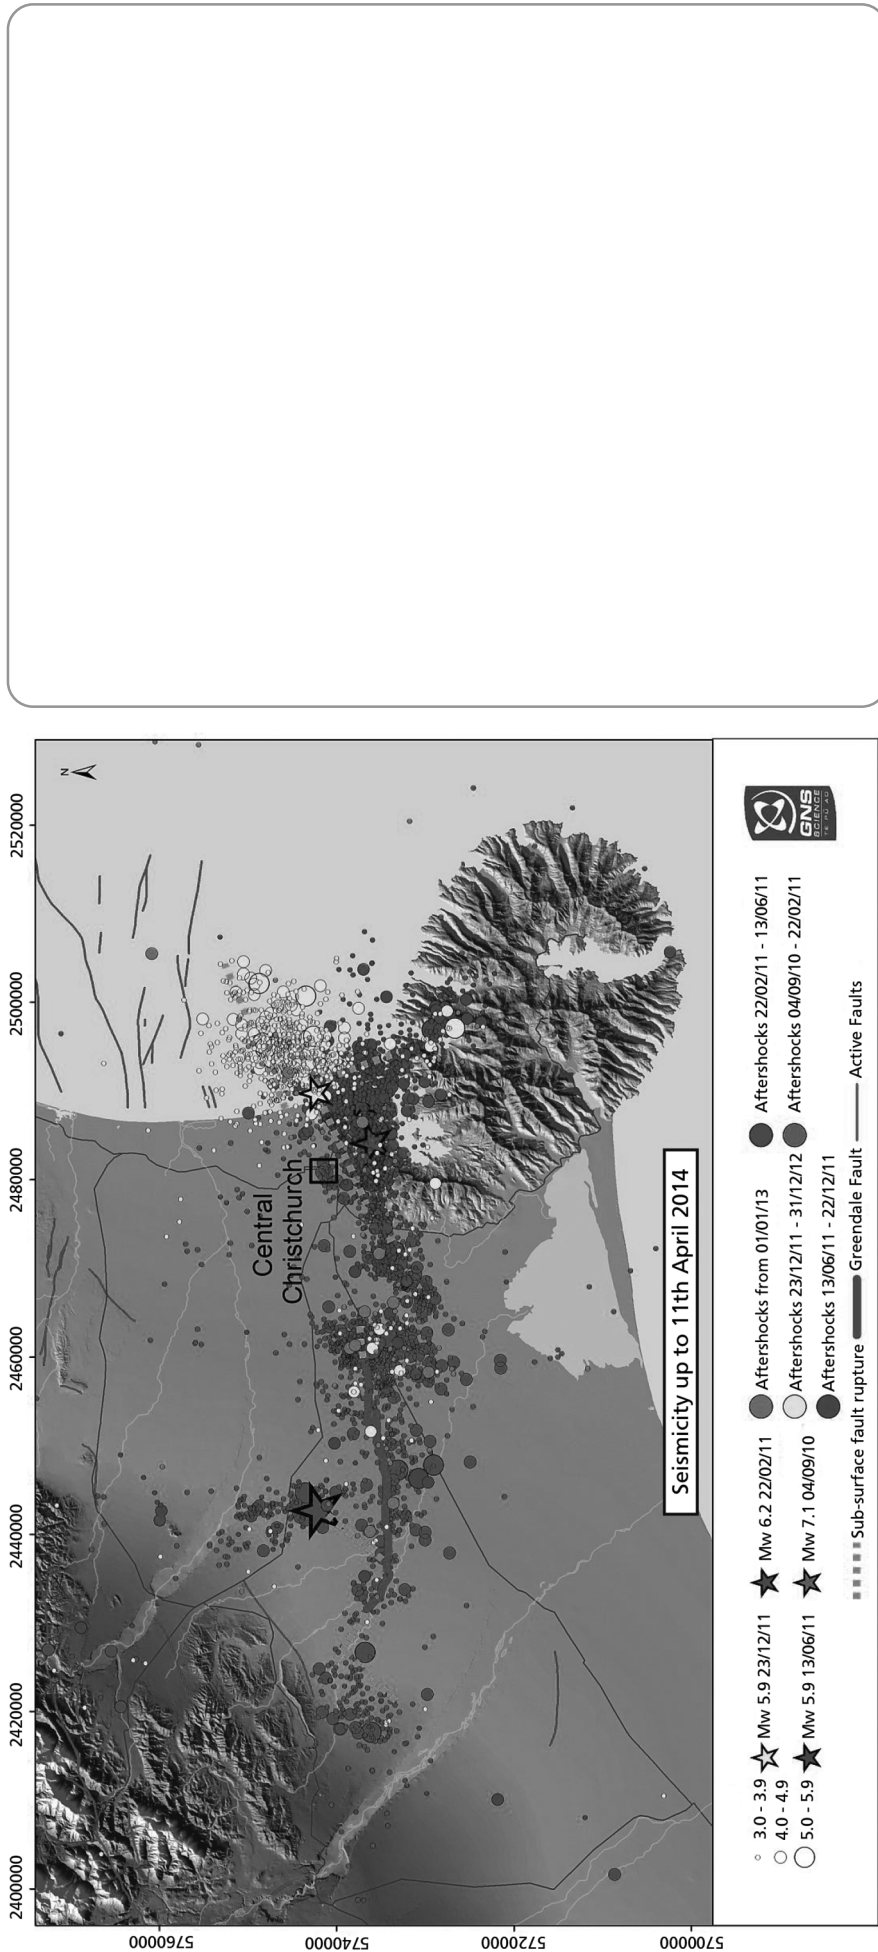 2400000
2420000
2440000
2460000
2480000
2500000
2520000
5760000
5740000
5720000
5700000
N
Central
Christchurch
Seismicity up to 11th April 2014
3.0 - 3.9
4.0 - 4.9
5.0 - 5.9
Mw 5.9 23/12/11
Mw 5.9 13/06/11
Mw 6.2 22/02/11
Mw 7.1 04/09/10
Aftershocks from 01/01/13
Aftershocks 23/12/11 - 31/12/12
Aftershocks 13/06/11 - 22/12/11
Aftershocks 22/02/11 - 13/06/11
Aftershocks 04/09/10 - 22/02/11
Sub-surface fault rupture
Greendale Fault
Active Faults
GNS
SCIENCE
TE PŪ AO